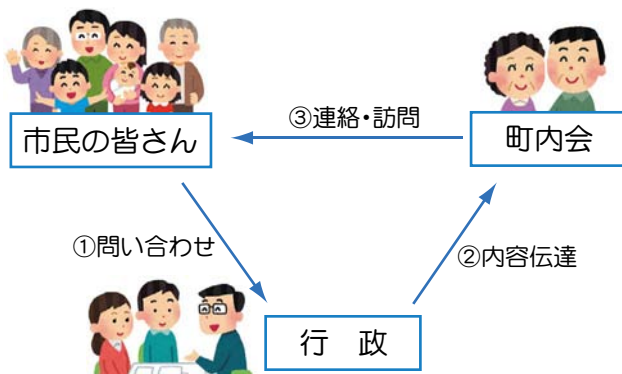 ③連絡・訪問
市民の皆さん
町内会
①問い合わせ
②内容伝達
行　政